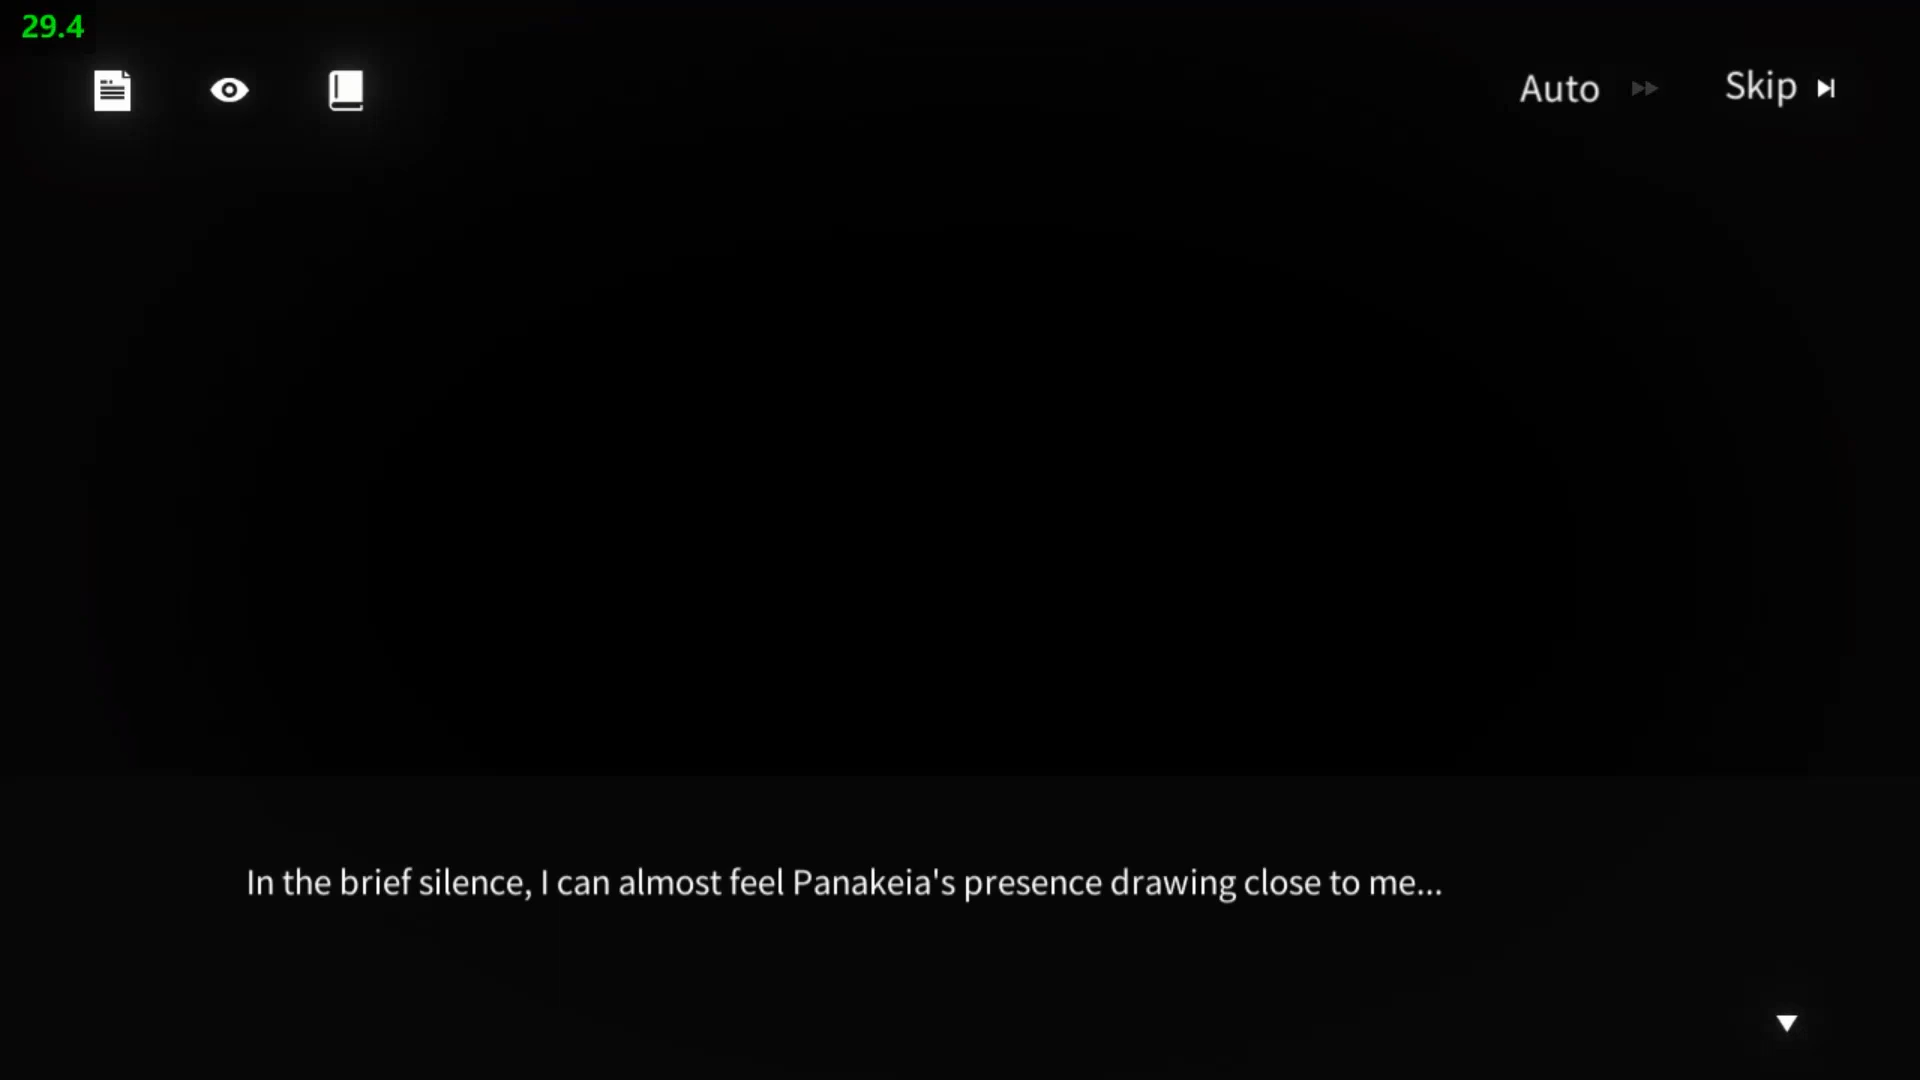 29.4
Auto
Skip
In the brief silence, I can almost feel Panakeia's presence drawing close to me...